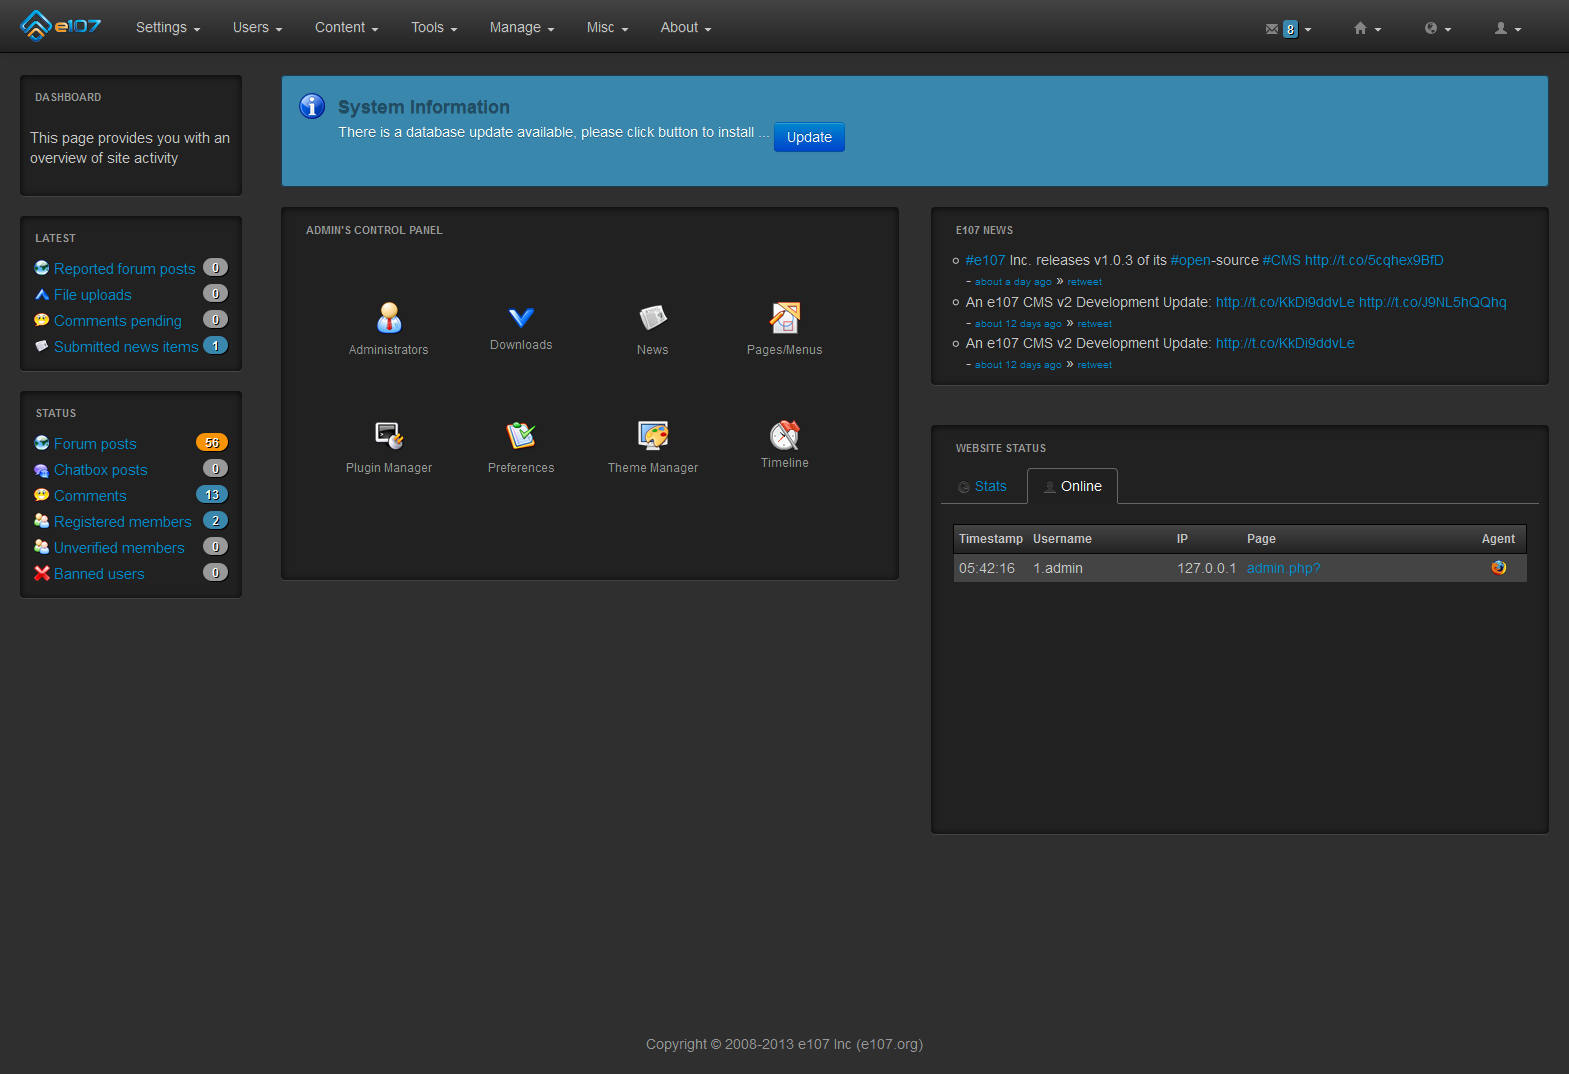 e107
Settings
Users
Content
Tools
Manage
Misc
About
8
DASHBOARD
This page provides you with an
overview of site activity
LATEST
Reported forum posts 0
File uploads 0
Comments pending 0
Submitted news items 1
STATUS
Forum posts 56
Chatbox posts 0
Comments 13
Registered members 2
Unverified members 0
Banned users 0
System Information
There is a database update available, please click button to install ... Update
ADMIN'S CONTROL PANEL
Administrators
Downloads
News
Pages/Menus
Plugin Manager
Preferences
Theme Manager
Timeline
E107 NEWS
#e107 Inc. releases v1.0.3 of its #open-source #CMS http://t.co/5cqhex9BfD
- about a day ago » retweet
An e107 CMS v2 Development Update: http://t.co/KkDi9ddvLe http://t.co/J9NL5hQQhq
- about 12 days ago » retweet
An e107 CMS v2 Development Update: http://t.co/KkDi9ddvLe
- about 12 days ago » retweet
WEBSITE STATUS
Stats
Online
Timestamp Username IP Page Agent
05:42:16 1.admin 127.0.0.1 admin.php?
Copyright © 2008-2013 e107 Inc (e107.org)